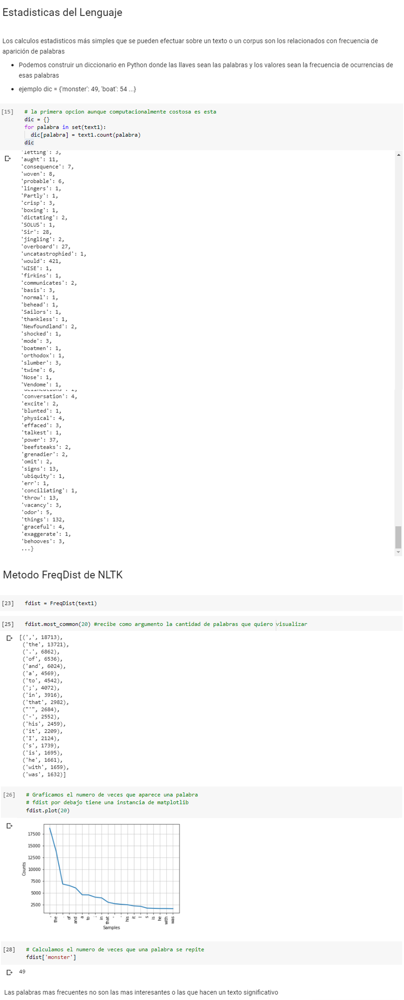 Estadisticas del Lenguaje
Los calculos estadisticos más simples que se pueden efectuar sobre un texto o un corpus son los relacionados con frecuencia de
aparición de palabras
• Podemos construir un diccionario en Python donde las llaves sean las palabras y los valores sean la frecuencia de ocurrencias de
esas palabras
• ejemplo dic = {'monster': 49, 'boat': 54 ...}
[15] # la primera opcion aunque computacionalmente costosa es esta
dic = {}
for palabra in set(text1):
dic[palabra] = text1.count(palabra)
dic
'letting': 3,
'aught': 11,
'consequence': 7,
'woven': 8,
'probable': 6,
'lingers': 1,
'Partly': 1,
'crisp': 3,
'boxing': 1,
'dictating': 2,
'SOLUS': 1,
'Sir': 28,
'jingling': 2,
'overboard': 27,
'uncatastrophied': 1,
'would': 421,
'WISE': 1,
'firkins': 1,
'communicates': 2,
'basis': 3,
'normal': 1,
'behead': 1,
'Sailors': 1,
'thankless': 1,
'Newfoundland': 2,
'shocked': 1,
'mode': 3,
'boatmen': 1,
'orthodox': 1,
'slumber': 3,
'twine': 6,
'Nose': 1,
'Vendome': 1,
'conversation': 4,
'excite': 2,
'blunted': 1,
'physical': 4,
'effaced': 3,
'talkest': 1,
'power': 37,
'beefsteaks': 2,
'grenadier': 2,
'omit': 2,
'signs': 13,
'ubiquity': 1,
'err': 1,
'conciliating': 1,
'throw': 13,
'vacancy': 3,
'odor': 5,
'things': 132,
'graceful': 4,
'exaggerate': 1,
'behooves': 3,
...}
Metodo FreqDist de NLTK
[23] fdist = FreqDist(text1)
[25] fdist.most_common(20) #recibe como argumento la cantidad de palabras que quiero visualizar
[(',', 18713),
('the', 13721),
('.', 6862),
('of', 6536),
('and', 6024),
('a', 4569),
('to', 4542),
(';', 4072),
('in', 3916),
('that', 2982),
("'", 2684),
('-', 2552),
('his', 2459),
('it', 2209),
('I', 2124),
('s', 1739),
('is', 1695),
('he', 1661),
('with', 1659),
('was', 1632)]
[26] # Graficamos el numero de veces que aparece una palabra
# fdist por debajo tiene una instancia de matplotlib
fdist.plot(20)
17500
15000
12500
10000
7500
5000
2500
Counts
, the . of and a to ; in that ' - his it I s is he with was
Samples
[28] # Calculamos el numero de veces que una palabra se repite
fdist['monster']
49
Las palabras mas frecuentes no son las mas interesantes o las que hacen un texto significativo